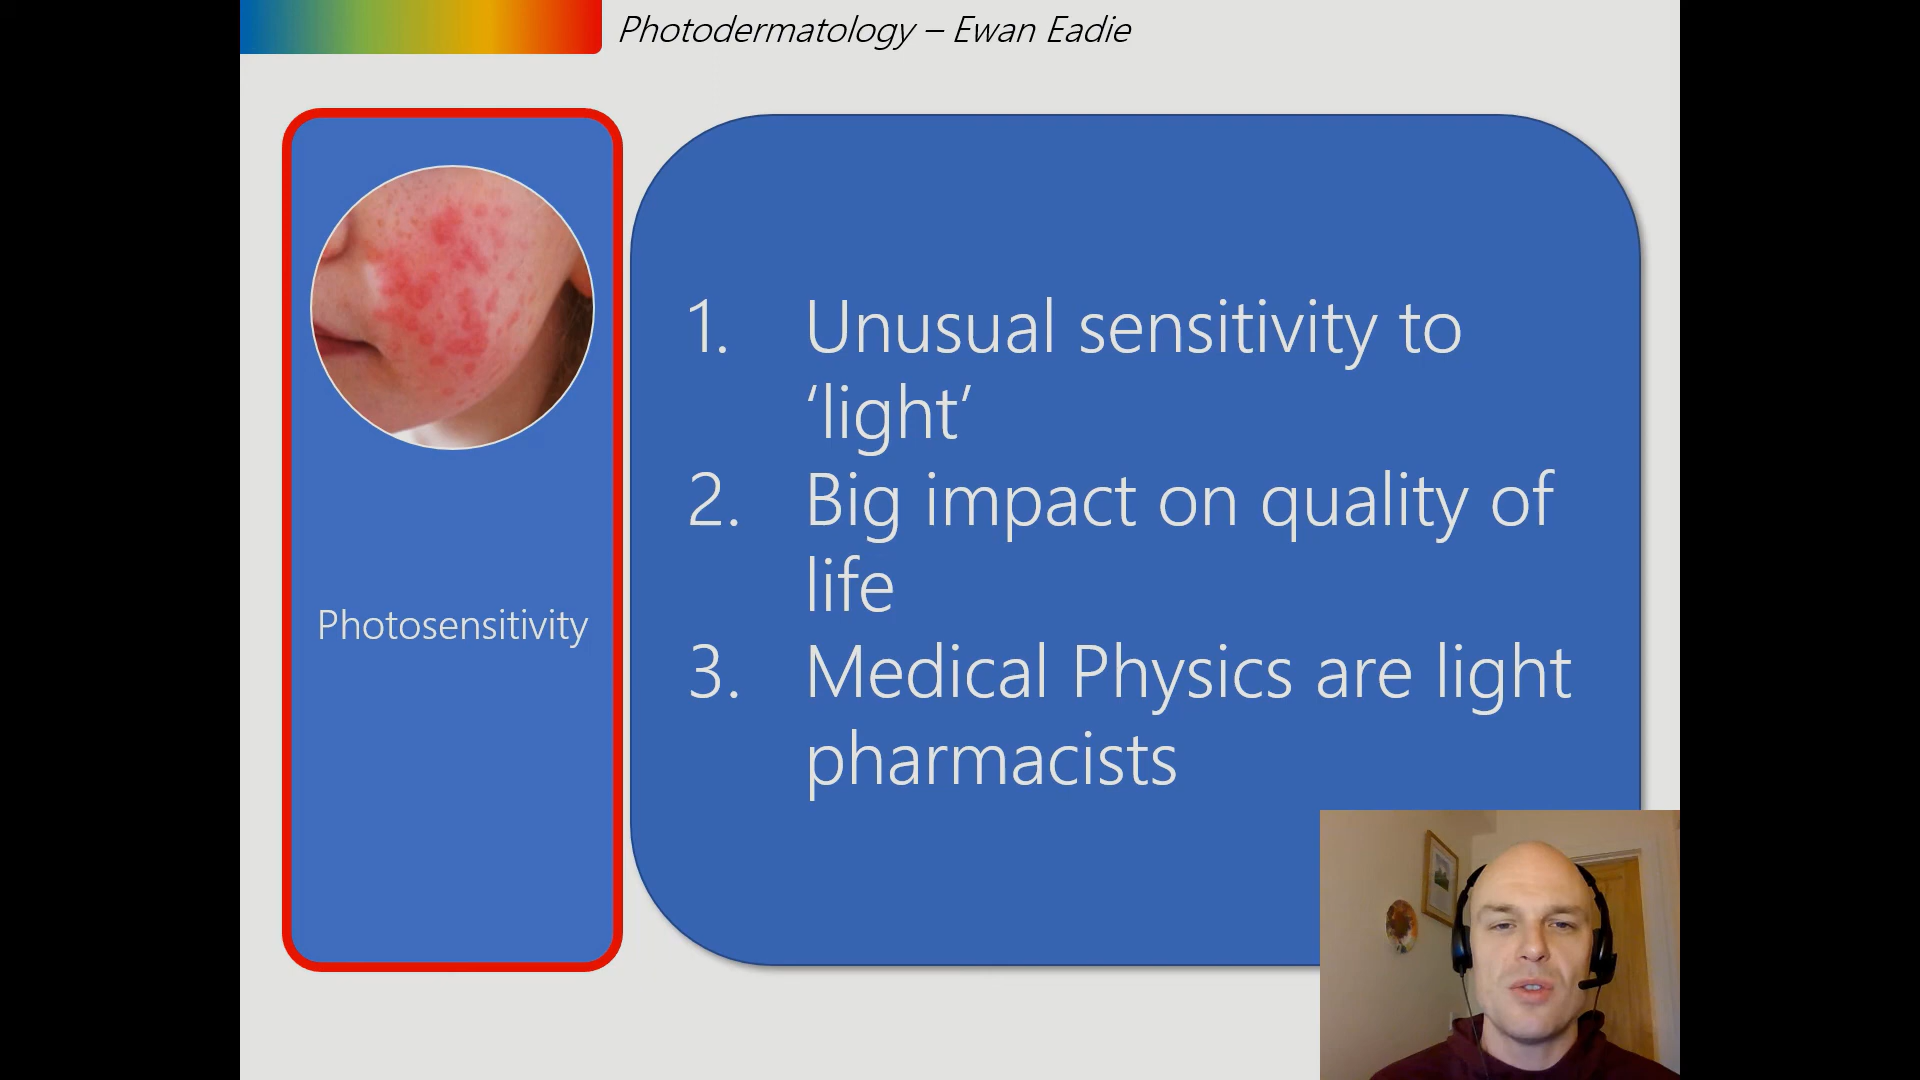 Photodermatology – Ewan Eadie
Photosensitivity
1. Unusual sensitivity to
‘light’
2. Big impact on quality of
life
3. Medical Physics are light
pharmacists